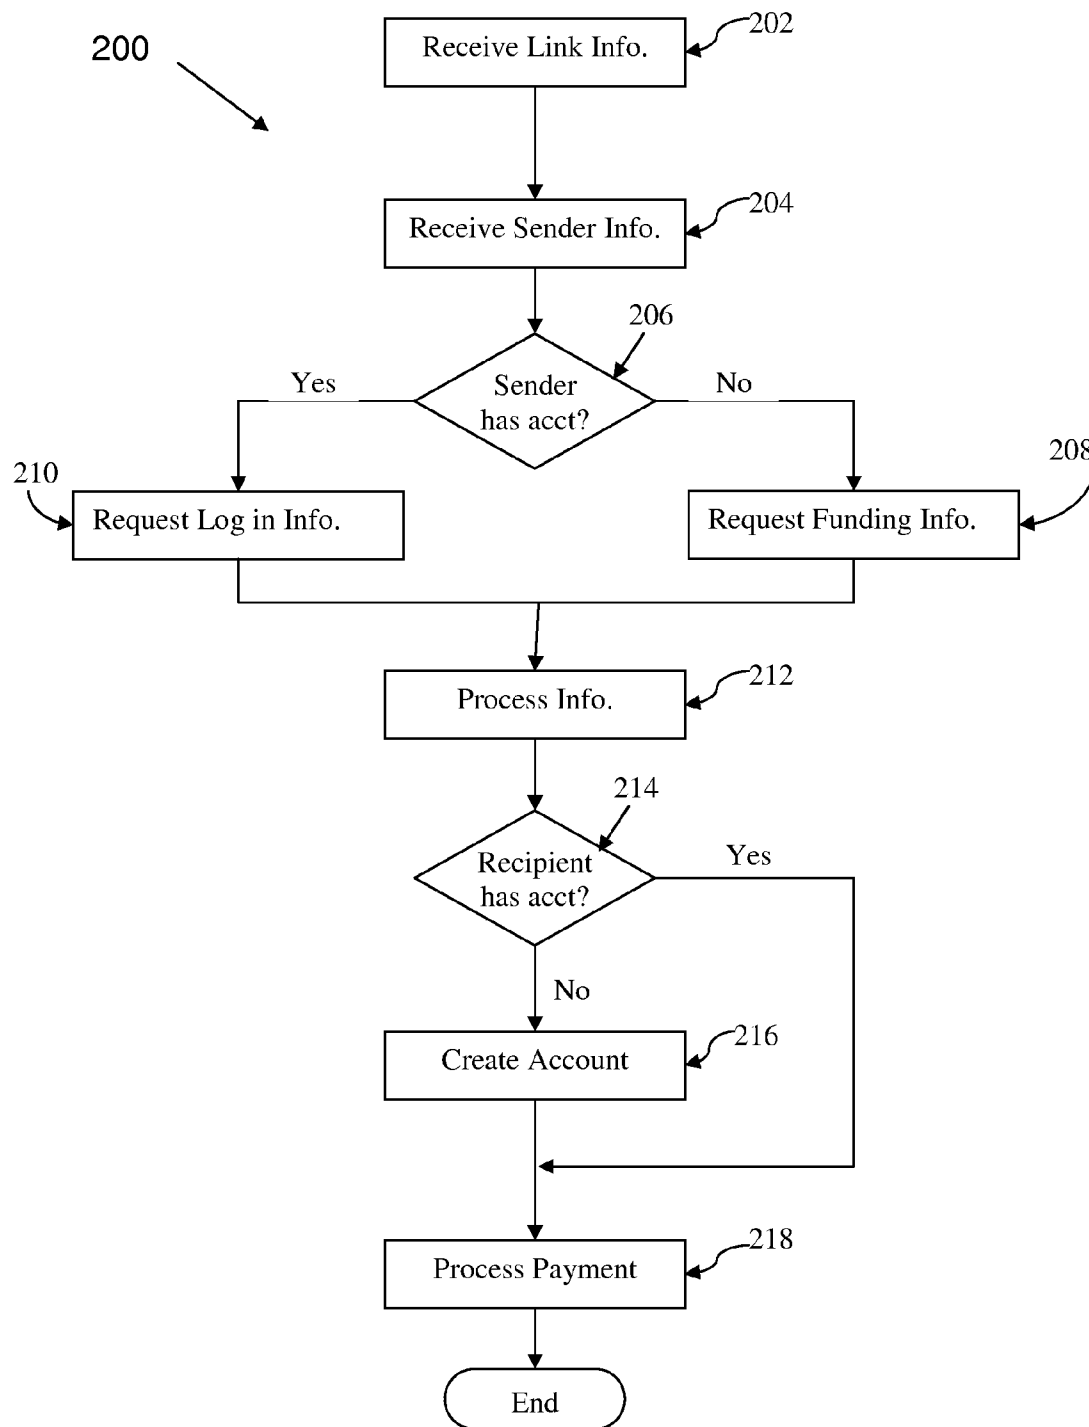 200
Receive Link Info.
202
Receive Sender Info.
204
206
Sender
has acct?
Yes
No
210
Request Log in Info.
208
Request Funding Info.
Process Info.
212
214
Recipient
has acct?
Yes
No
Create Account
216
Process Payment
218
End